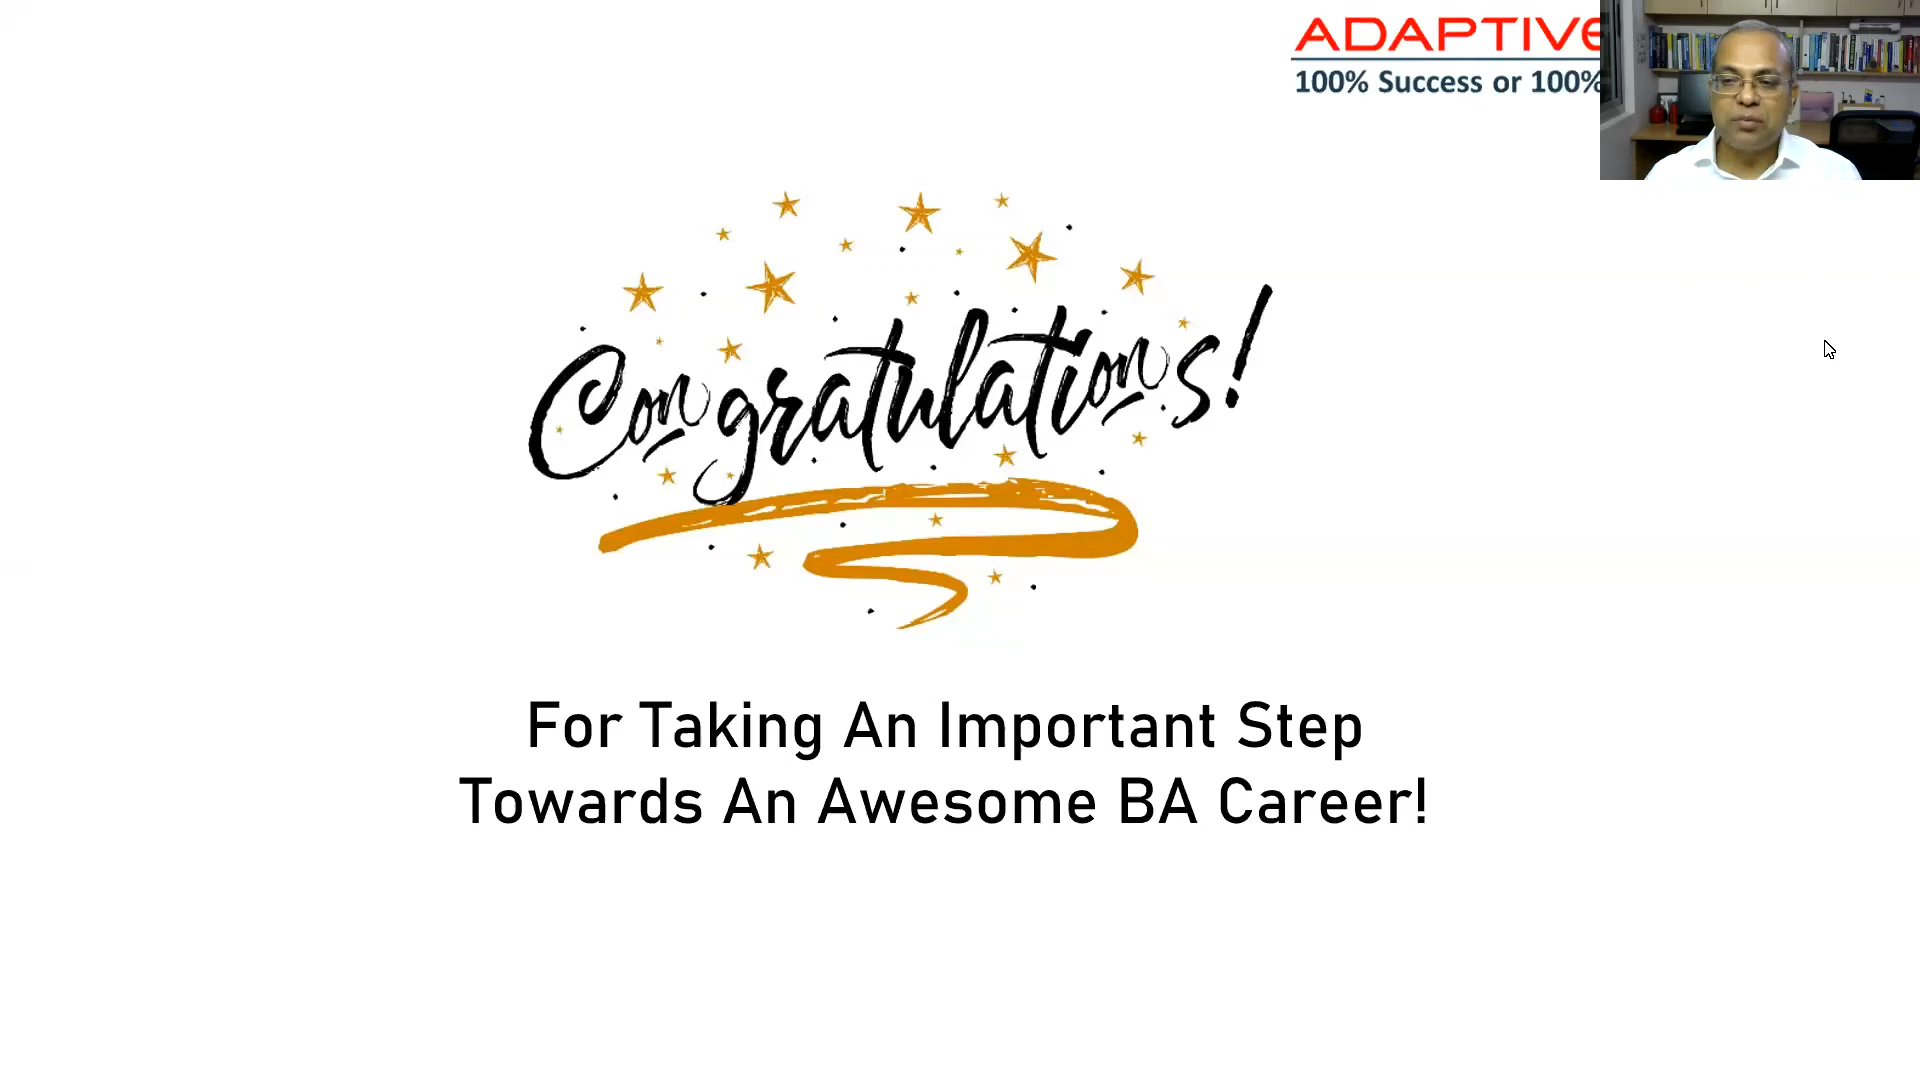 ADAPTIVE
100% Success or 100%
Congratulations!
For Taking An Important Step
Towards An Awesome BA Career!